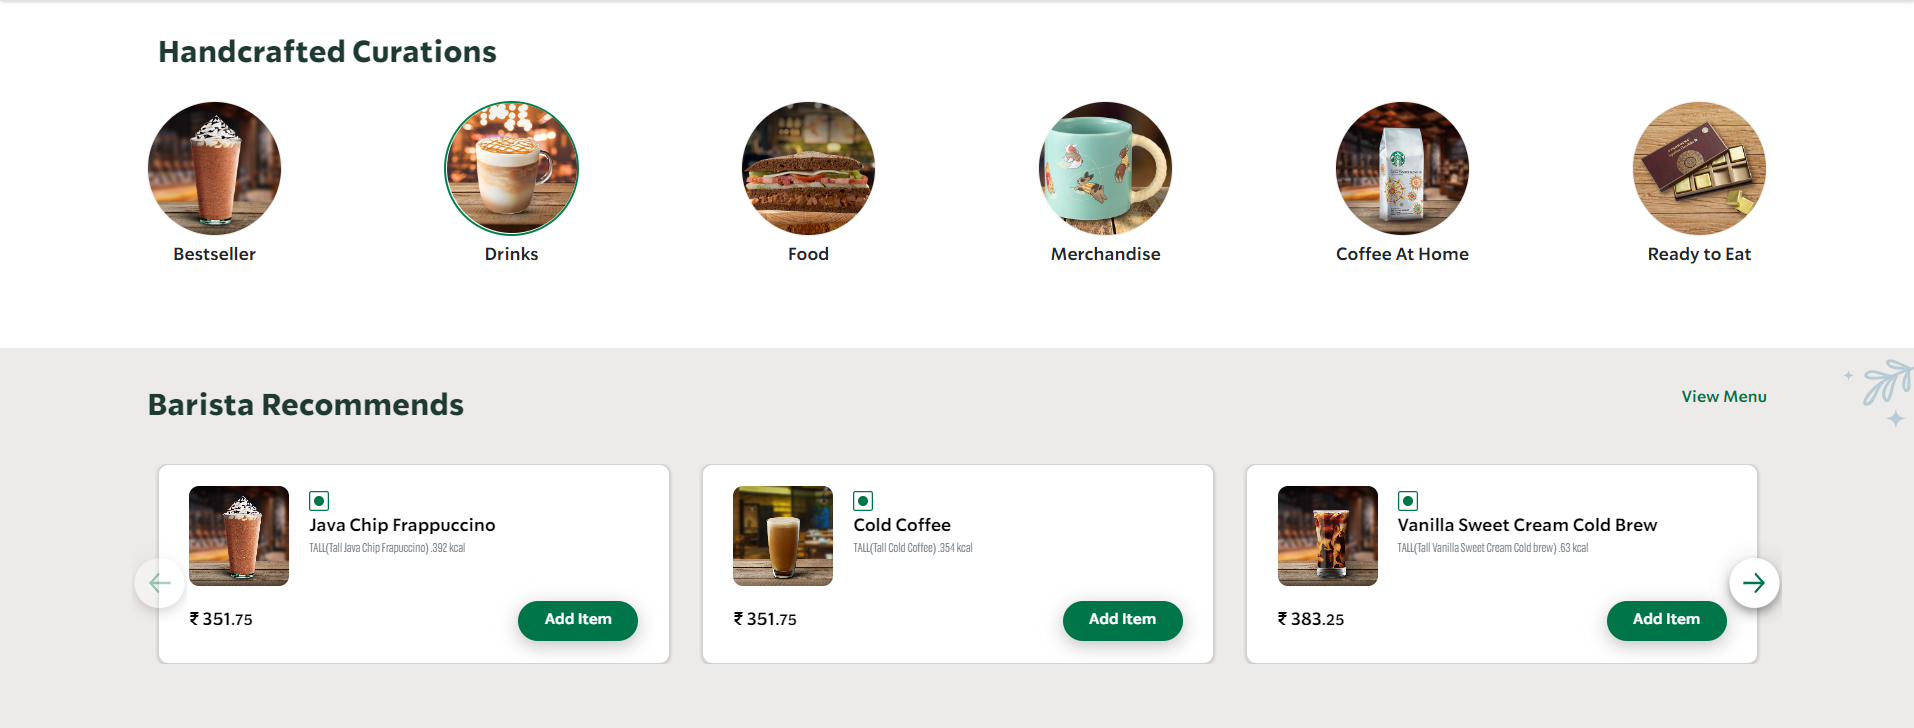 Handcrafted Curations
Bestseller
Drinks
Food
Merchandise
Coffee At Home
Ready to Eat
Barista Recommends
View Menu
Java Chip Frappuccino
TALL(Tall Java Chip Frapuccino) .392 kcal
₹ 351.75
Add Item
Cold Coffee
TALL(Tall Cold Coffee) .354 kcal
₹ 351.75
Add Item
Vanilla Sweet Cream Cold Brew
TALL(Tall Vanilla Sweet Cream Cold brew) .63 kcal
₹ 383.25
Add Item